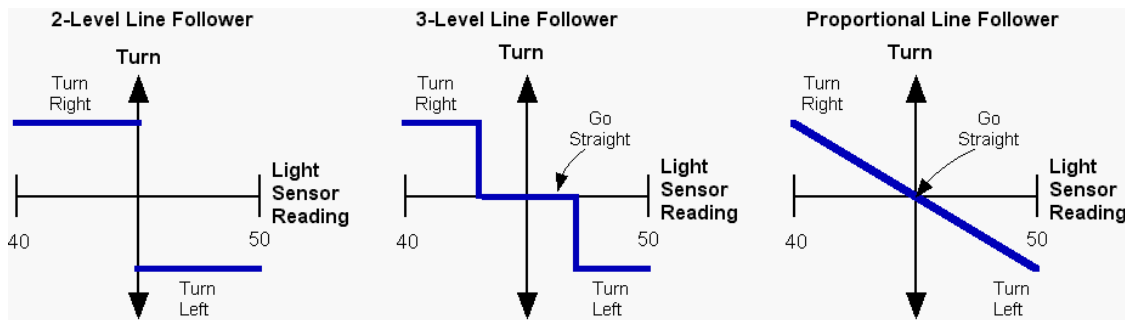 2-Level Line Follower
Turn
Turn
Right
Light
Sensor
Reading
40
50
Turn
Left
3-Level Line Follower
Turn
Turn
Right
Go
Straight
Light
Sensor
Reading
40
50
Turn
Left
Proportional Line Follower
Turn
Turn
Right
Go
Straight
Light
Sensor
Reading
40
50
Turn
Left